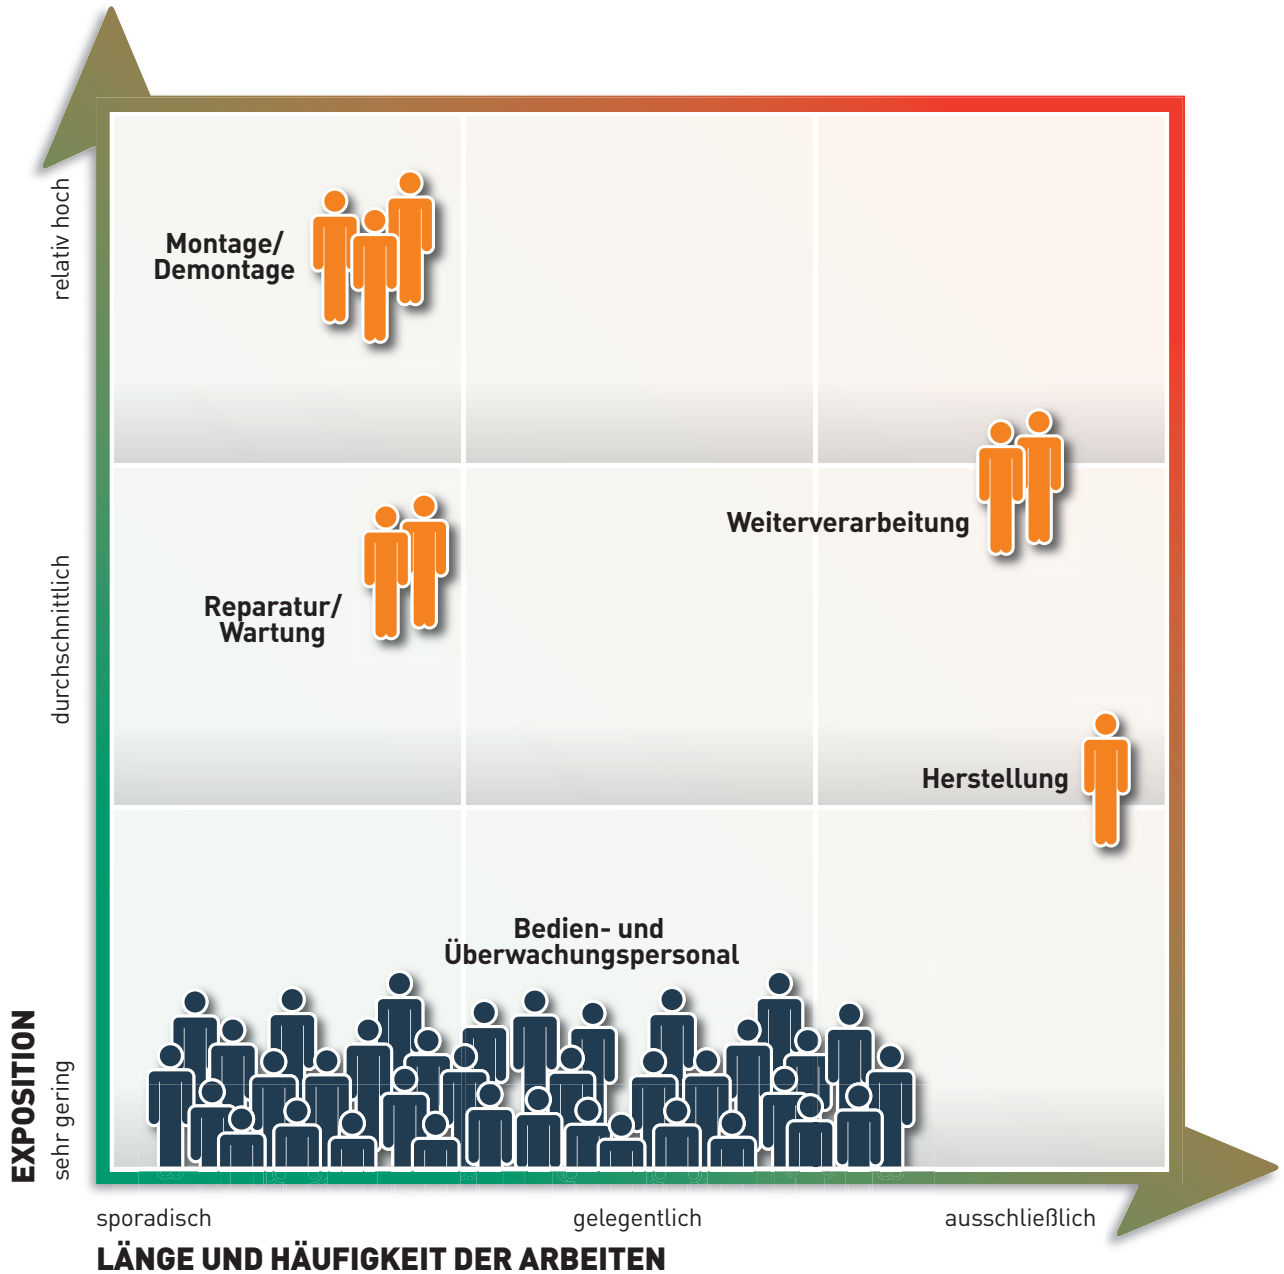 relativ hoch
Montage/
Demontage
durchschnittlich
Weiterverarbeitung
Reparatur/
Wartung
Herstellung
Bedien- und
Überwachungspersonal
EXPOSITION
sehr gering
sporadisch
gelegentlich
ausschließlich
LÄNGE UND HÄUFIGKEIT DER ARBEITEN